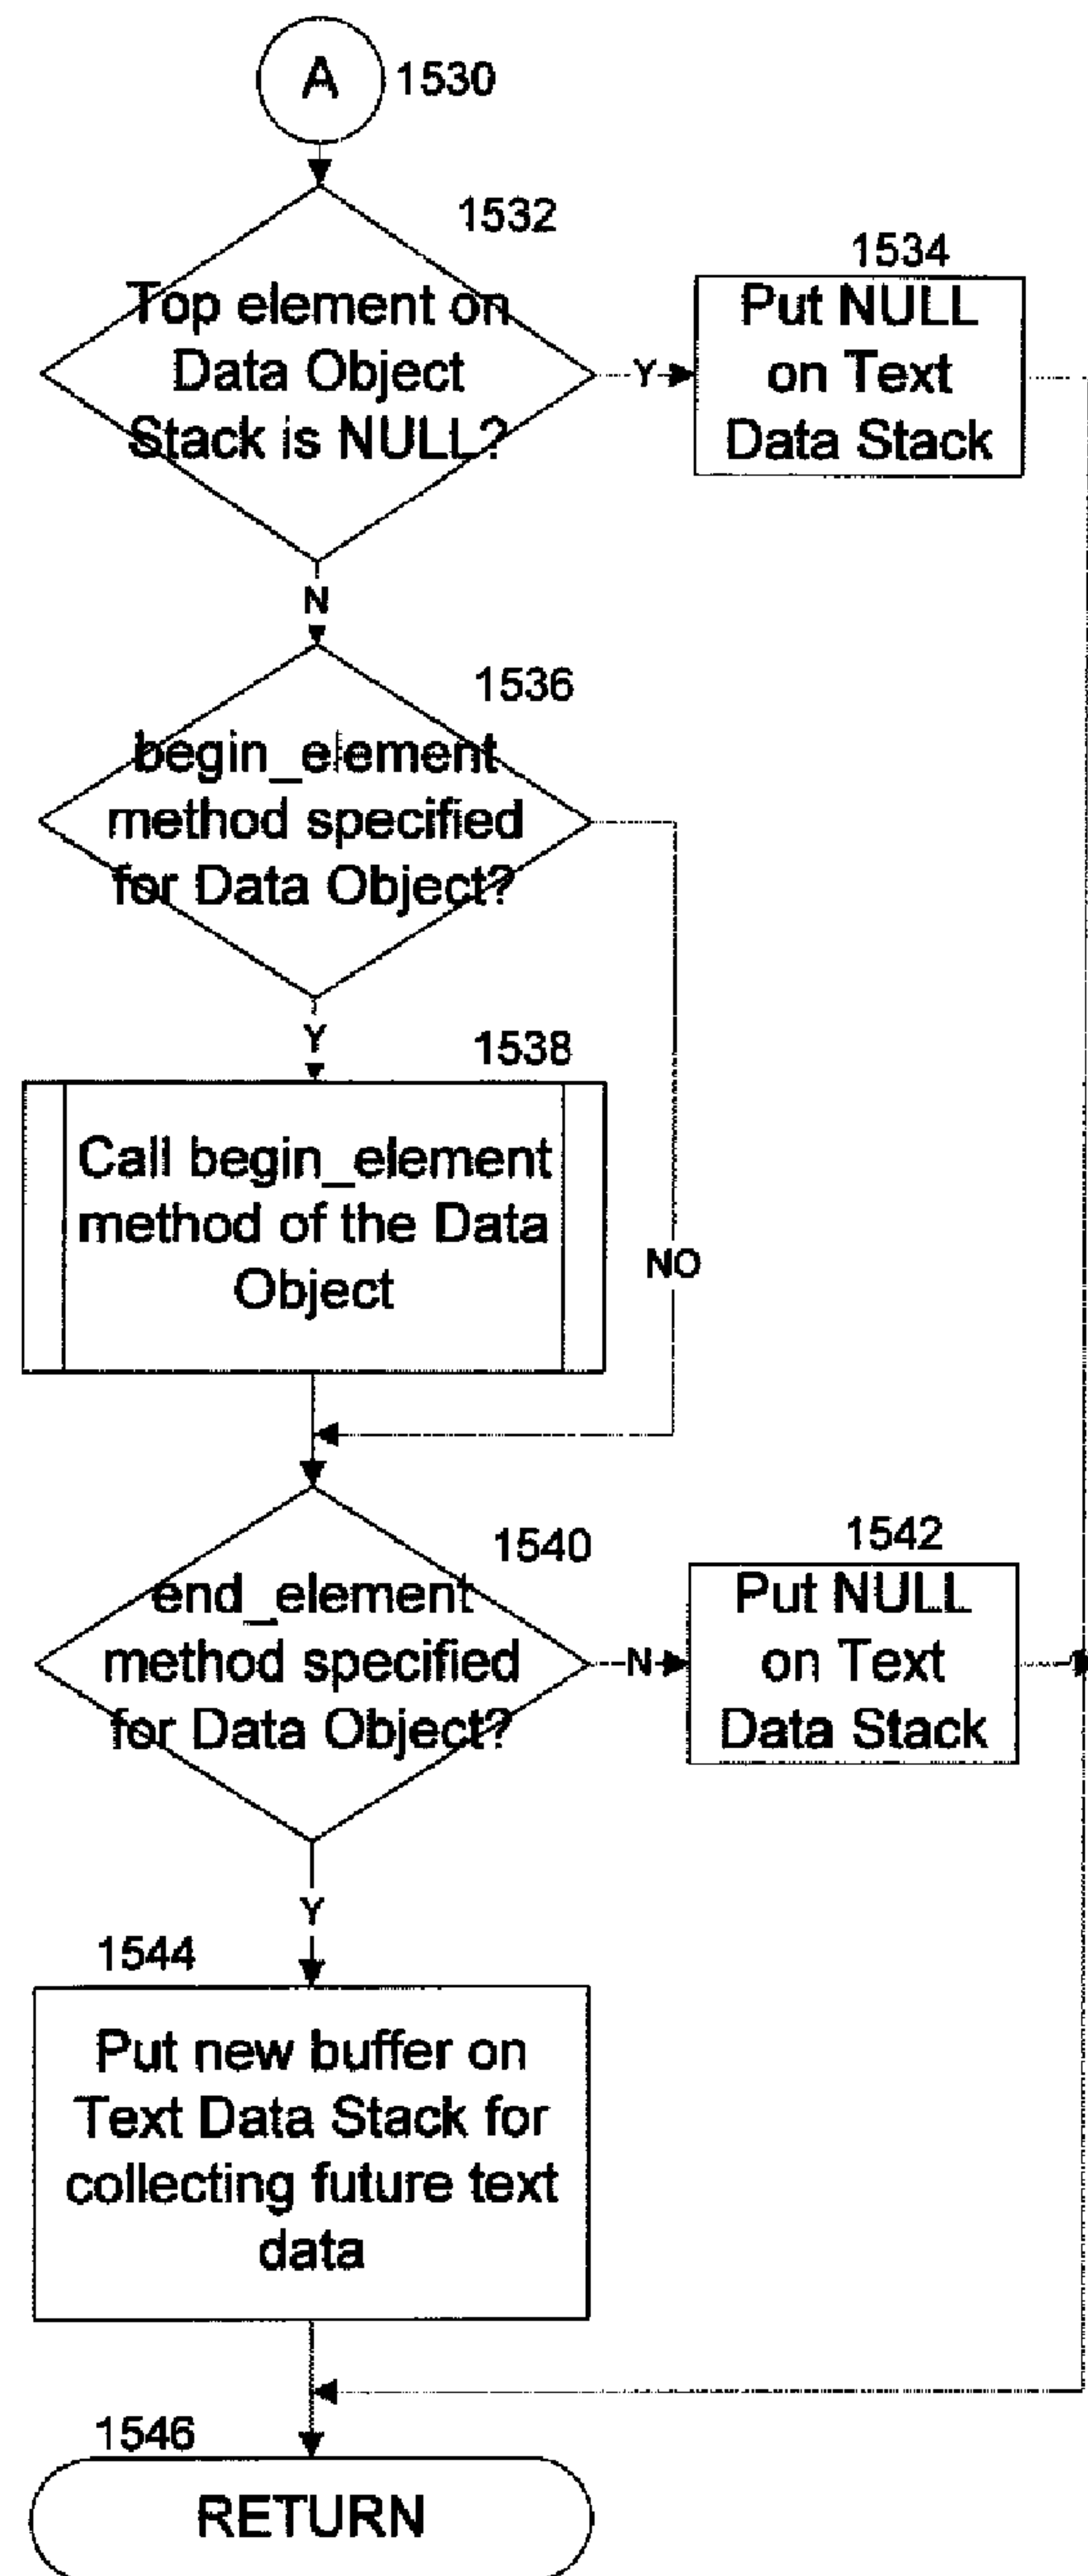 A
1530
1532
Top element on
Data Object
Stack is NULL?
Y
1534
Put NULL
on Text
Data Stack
N
1536
begin_element
method specified
for Data Object?
Y
NO
1538
Call begin_element
method of the Data
Object
1540
end_element
method specified
for Data Object?
N
1542
Put NULL
on Text
Data Stack
Y
1544
Put new buffer on
Text Data Stack for
collecting future text
data
1546
RETURN